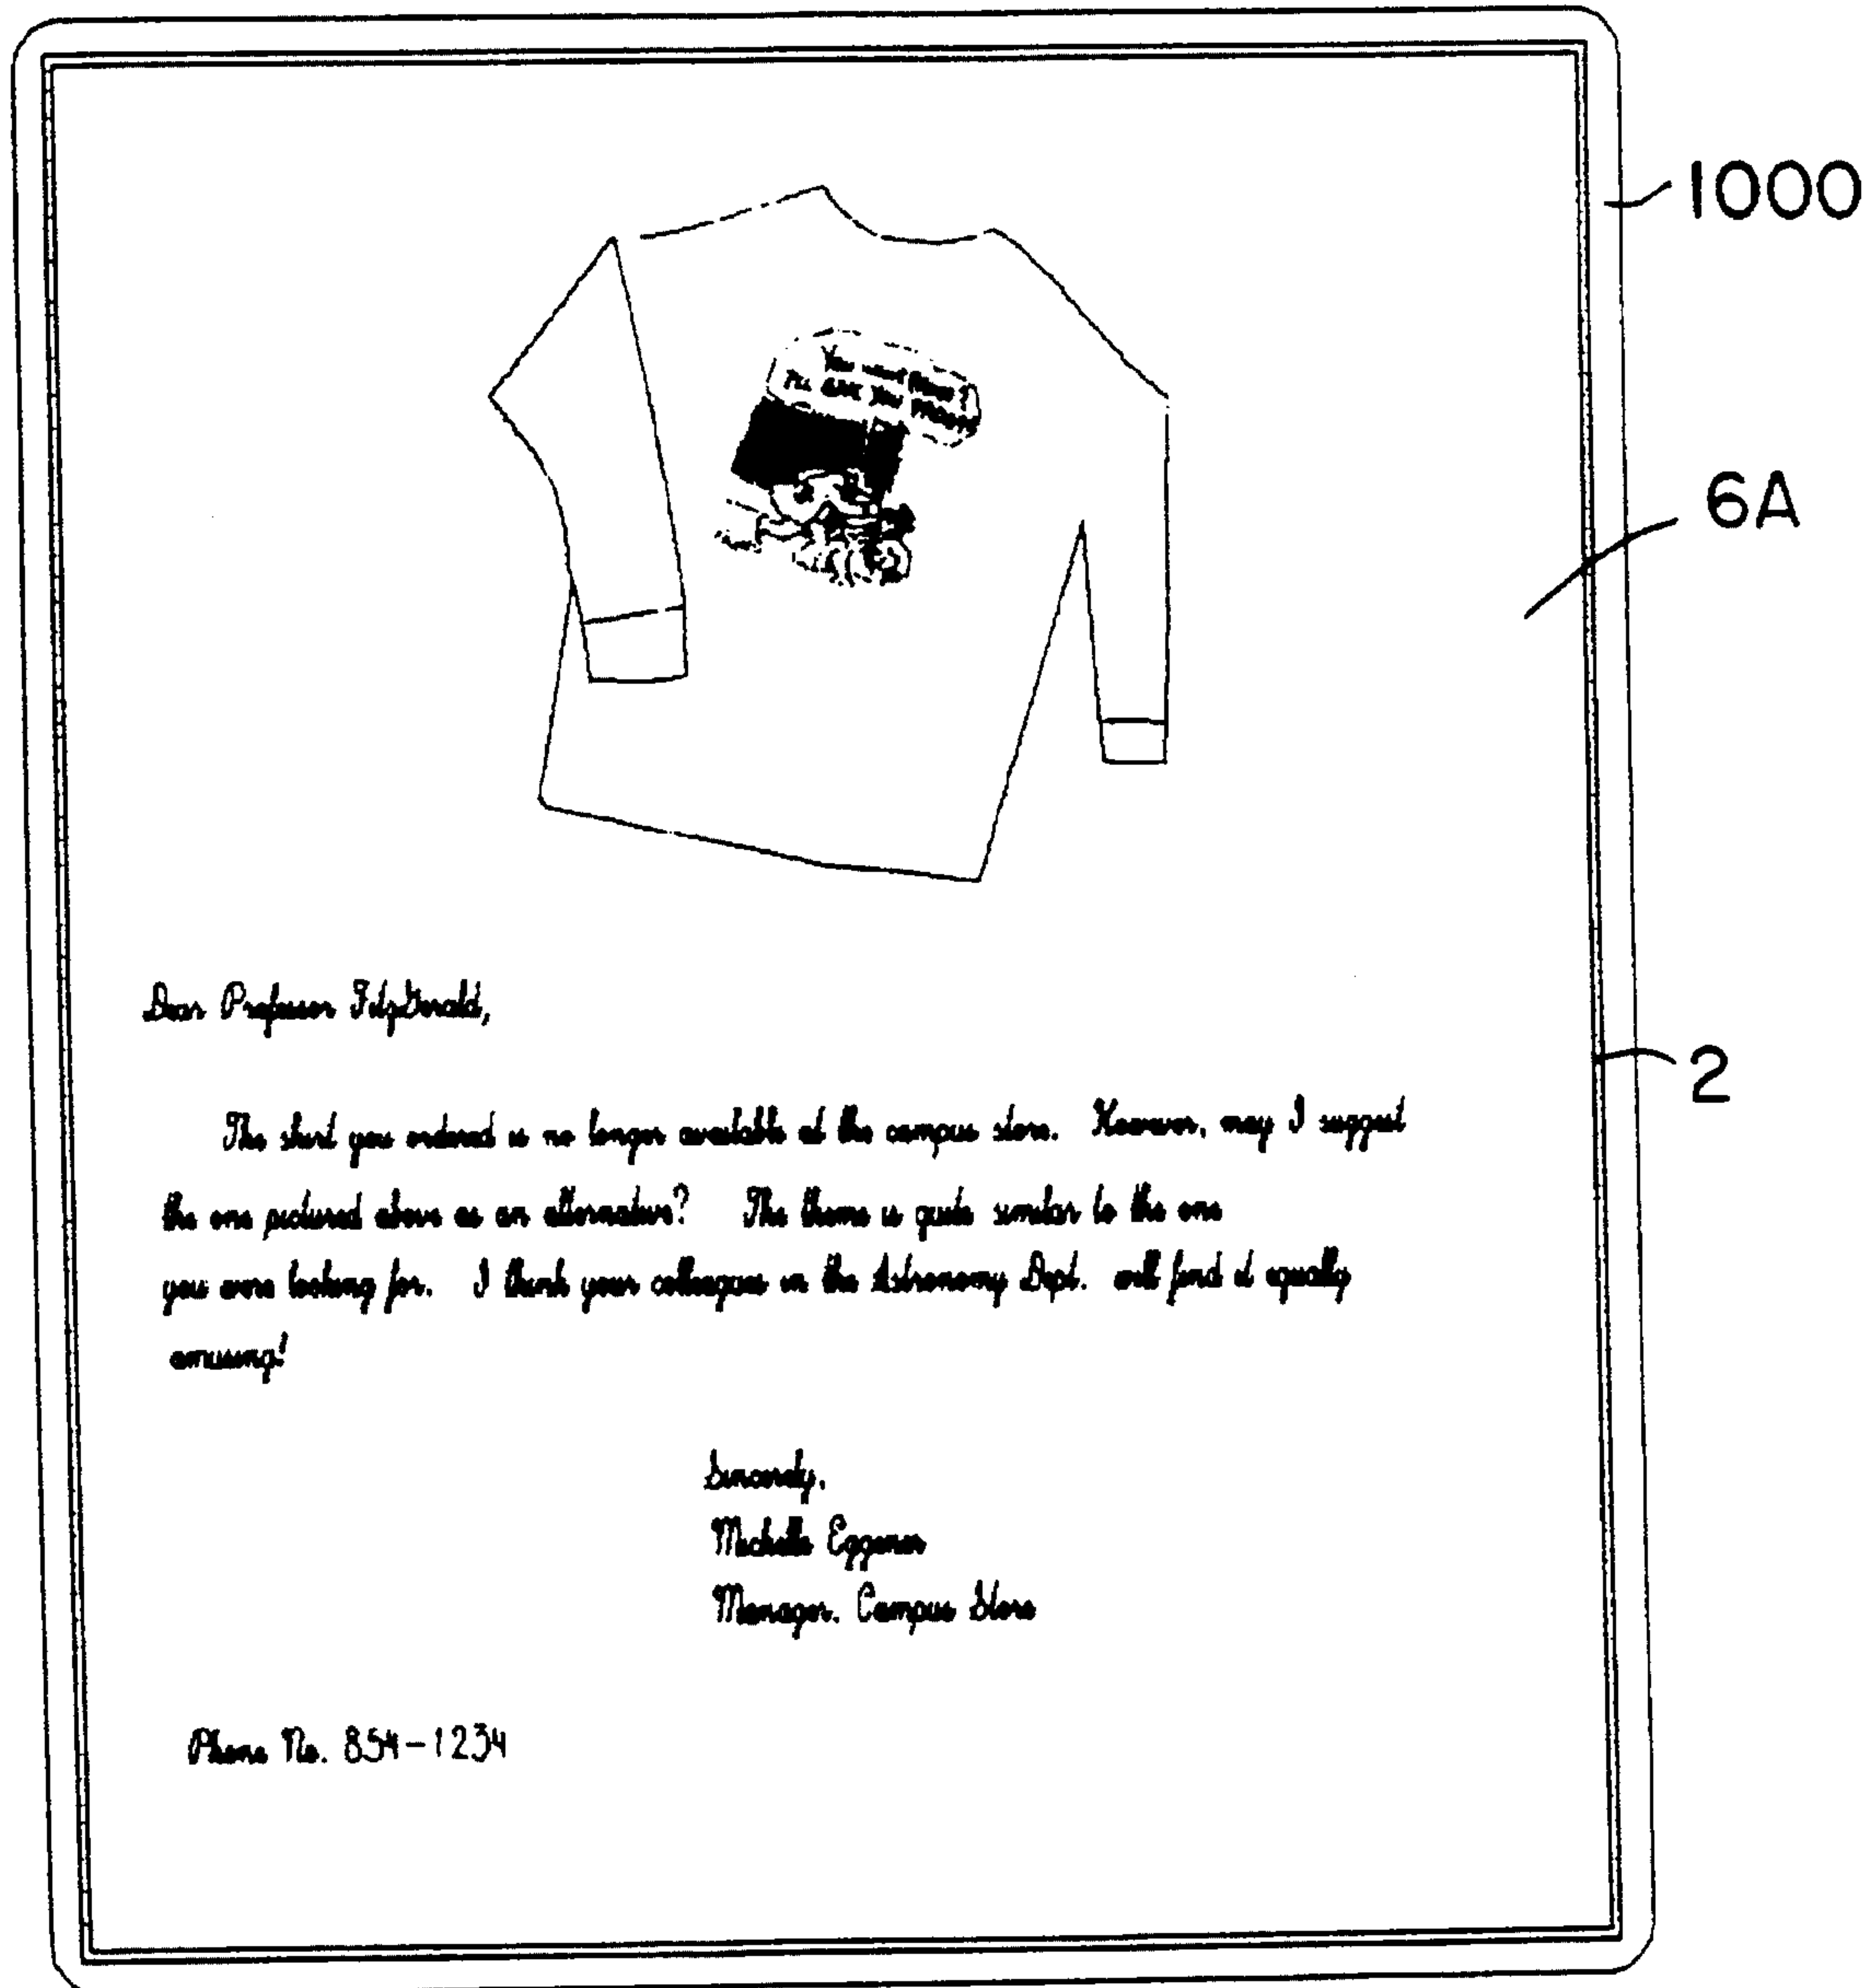 1000
6A
2
Dear Professor FitzGerald,
The shirt you ordered is no longer available at the campus store. However, may I suggest
the one pictured above as an alternative? The theme is quite similar to the one
you were looking for. I think your colleagues in the Astronomy Dept. will find it equally
amusing!
Sincerely,
Michelle Eggener
Manager, Campus Store
Phone No. 854-1234